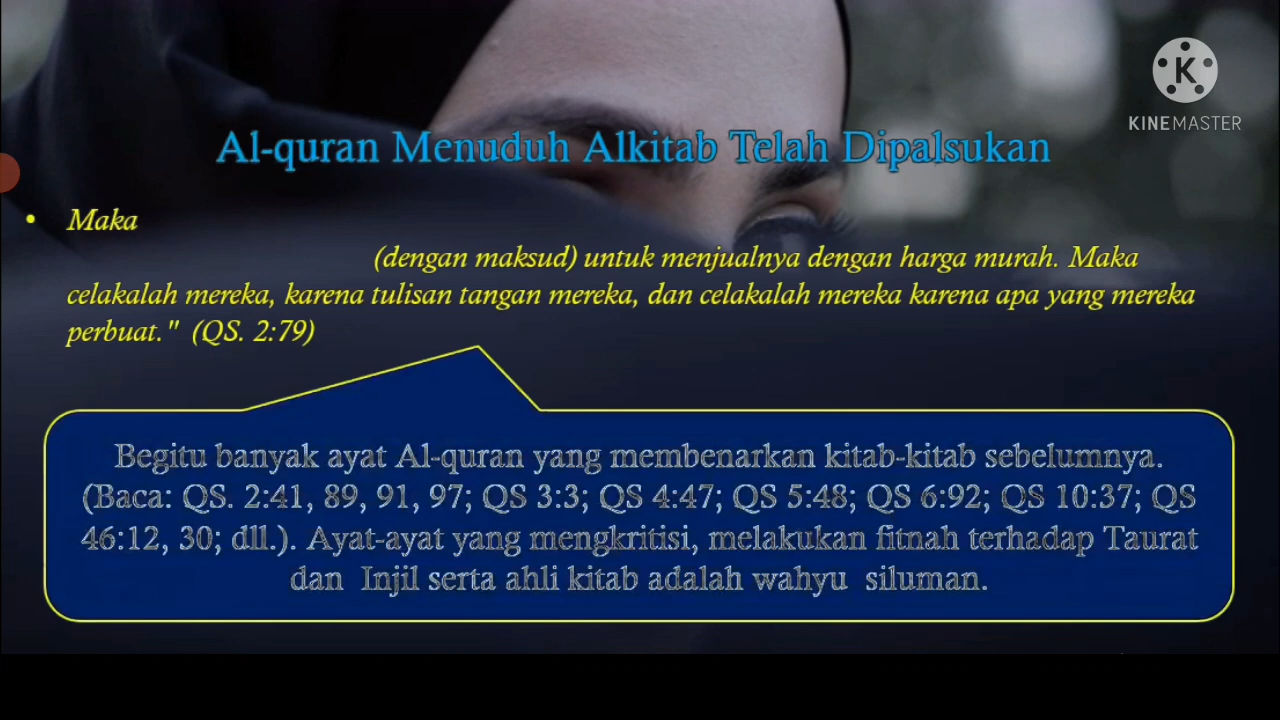 KINEMASTER
Al-quran Menuduh Alkitab Telah Dipalsukan
• Maka
(dengan maksud) untuk menjualnya dengan harga murah. Maka
celakalah mereka, karena tulisan tangan mereka, dan celakalah mereka karena apa yang mereka
perbuat." (QS. 2:79)
Begitu banyak ayat Al-quran yang membenarkan kitab-kitab sebelumnya.
(Baca: QS. 2:41, 89, 91, 97; QS 3:3; QS 4:47; QS 5:48; QS 6:92; QS 10:37; QS
46:12, 30; dll.). Ayat-ayat yang mengkritisi, melakukan fitnah terhadap Taurat
dan Injil serta ahli kitab adalah wahyu siluman.